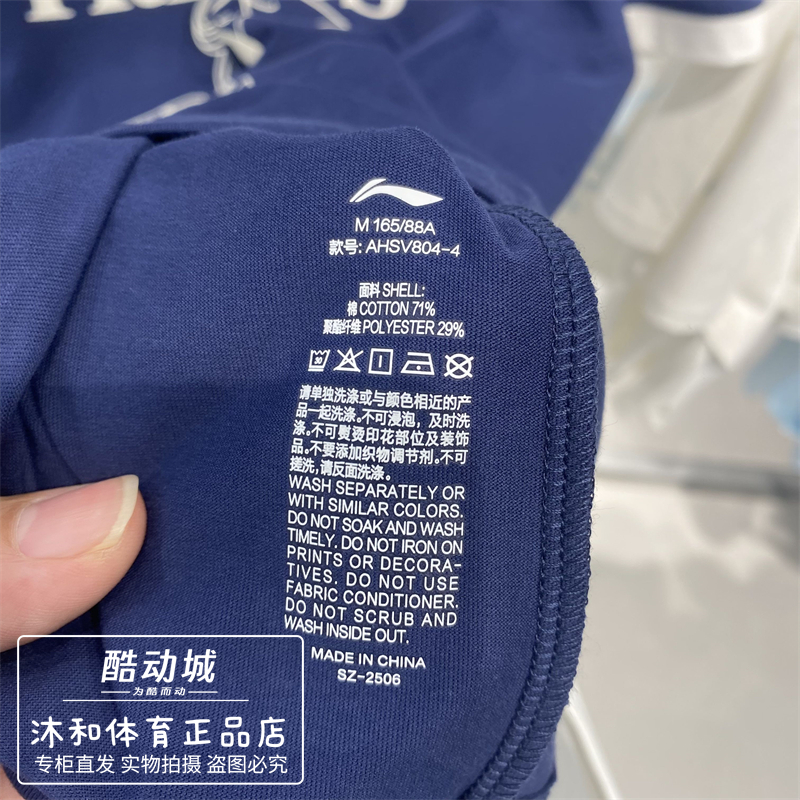 M 165/88A
款号: AHSV804-4
面料 SHELL:
棉 COTTON 71%
聚酯纤维 POLYESTER 29%
30
请单独洗涤或与颜色相近的产
品一起洗涤。不可浸泡，及时洗
涤。不可熨烫印花部位及装饰
品。不要添加织物调节剂。不可
搓洗，请反面洗涤。
WASH SEPARATELY OR
WITH SIMILAR COLORS.
DO NOT SOAK AND WASH
TIMELY. DO NOT IRON ON
PRINTS OR DECORA-
TIVES. DO NOT USE
FABRIC CONDITIONER.
DO NOT SCRUB AND
WASH INSIDE OUT.
MADE IN CHINA
SZ-2506
酷动城
为酷而动
沐和体育正品店
专柜直发 实物拍摄 盗图必究